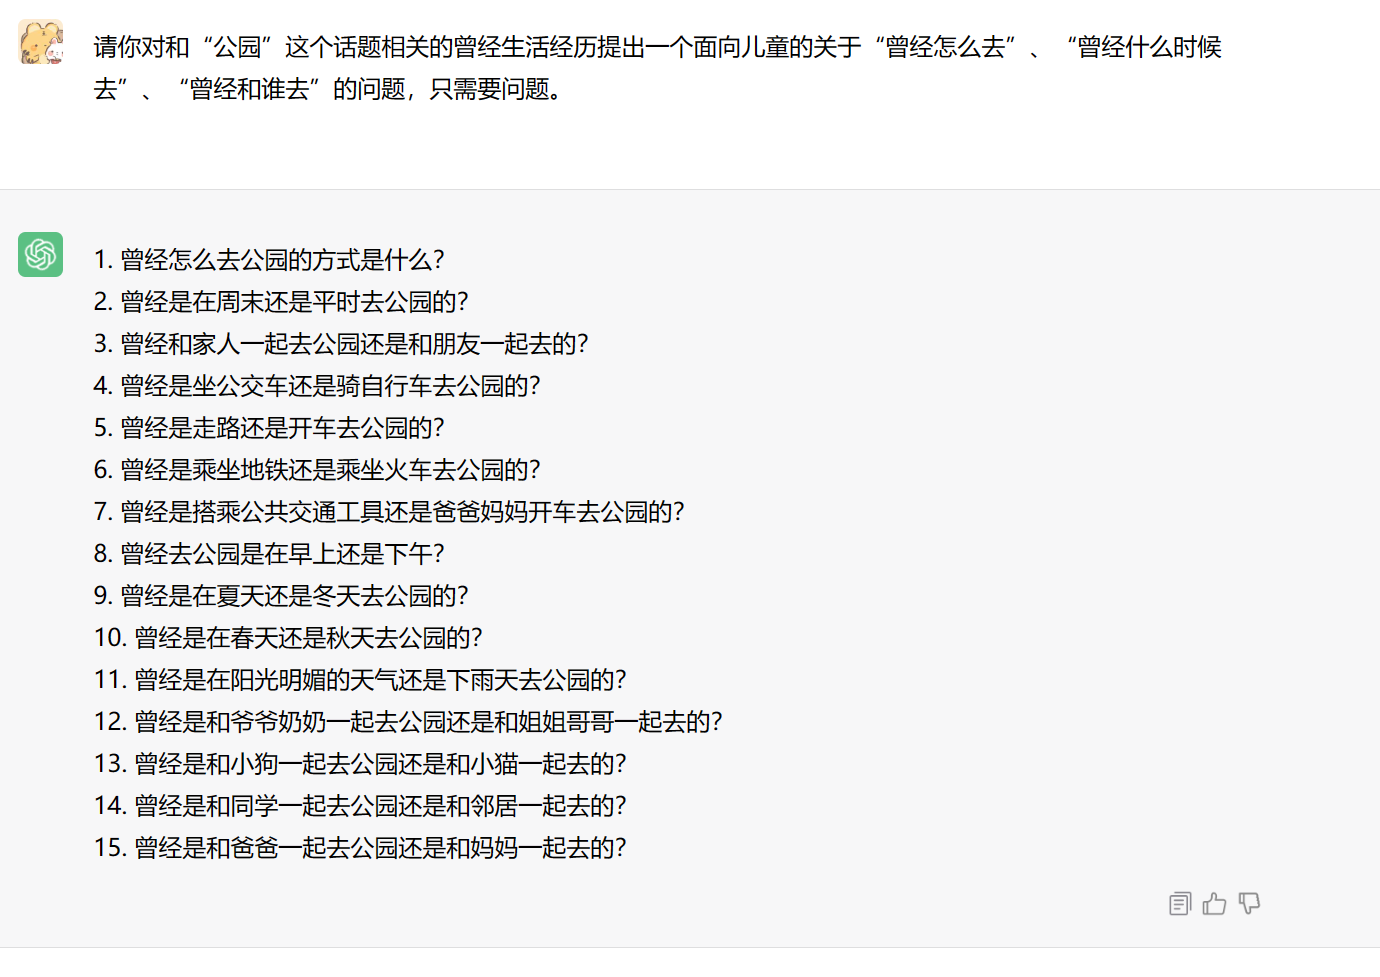 请你对和“公园”这个话题相关的曾经生活经历提出一个面向儿童的关于“曾经怎么去”、“曾经什么时候
去”、“曾经和谁去”的问题，只需要问题。
1. 曾经怎么去公园的方式是什么？
2. 曾经是在周末还是平时去公园的？
3. 曾经和家人一起去公园还是和朋友一起去的？
4. 曾经是坐公交车还是骑自行车去公园的？
5. 曾经是走路还是开车去公园的？
6. 曾经是乘坐地铁还是乘坐火车去公园的？
7. 曾经是搭乘公共交通工具还是爸爸妈妈开车去公园的？
8. 曾经去公园是在早上还是下午？
9. 曾经是在夏天还是冬天去公园的？
10. 曾经是在春天还是秋天去公园的？
11. 曾经是在阳光明媚的天气还是下雨天去公园的？
12. 曾经是和爷爷奶奶一起去公园还是和姐姐哥哥一起去的？
13. 曾经是和小狗一起去公园还是和小猫一起去的？
14. 曾经是和同学一起去公园还是和邻居一起去的？
15. 曾经是和爸爸一起去公园还是和妈妈一起去的？